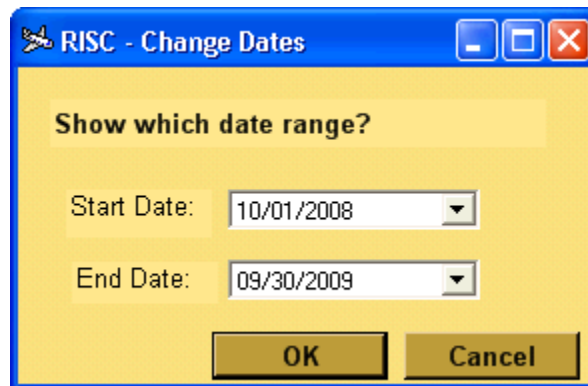 RISC - Change Dates
Show which date range?
Start Date: 10/01/2008
End Date: 09/30/2009
OK Cancel